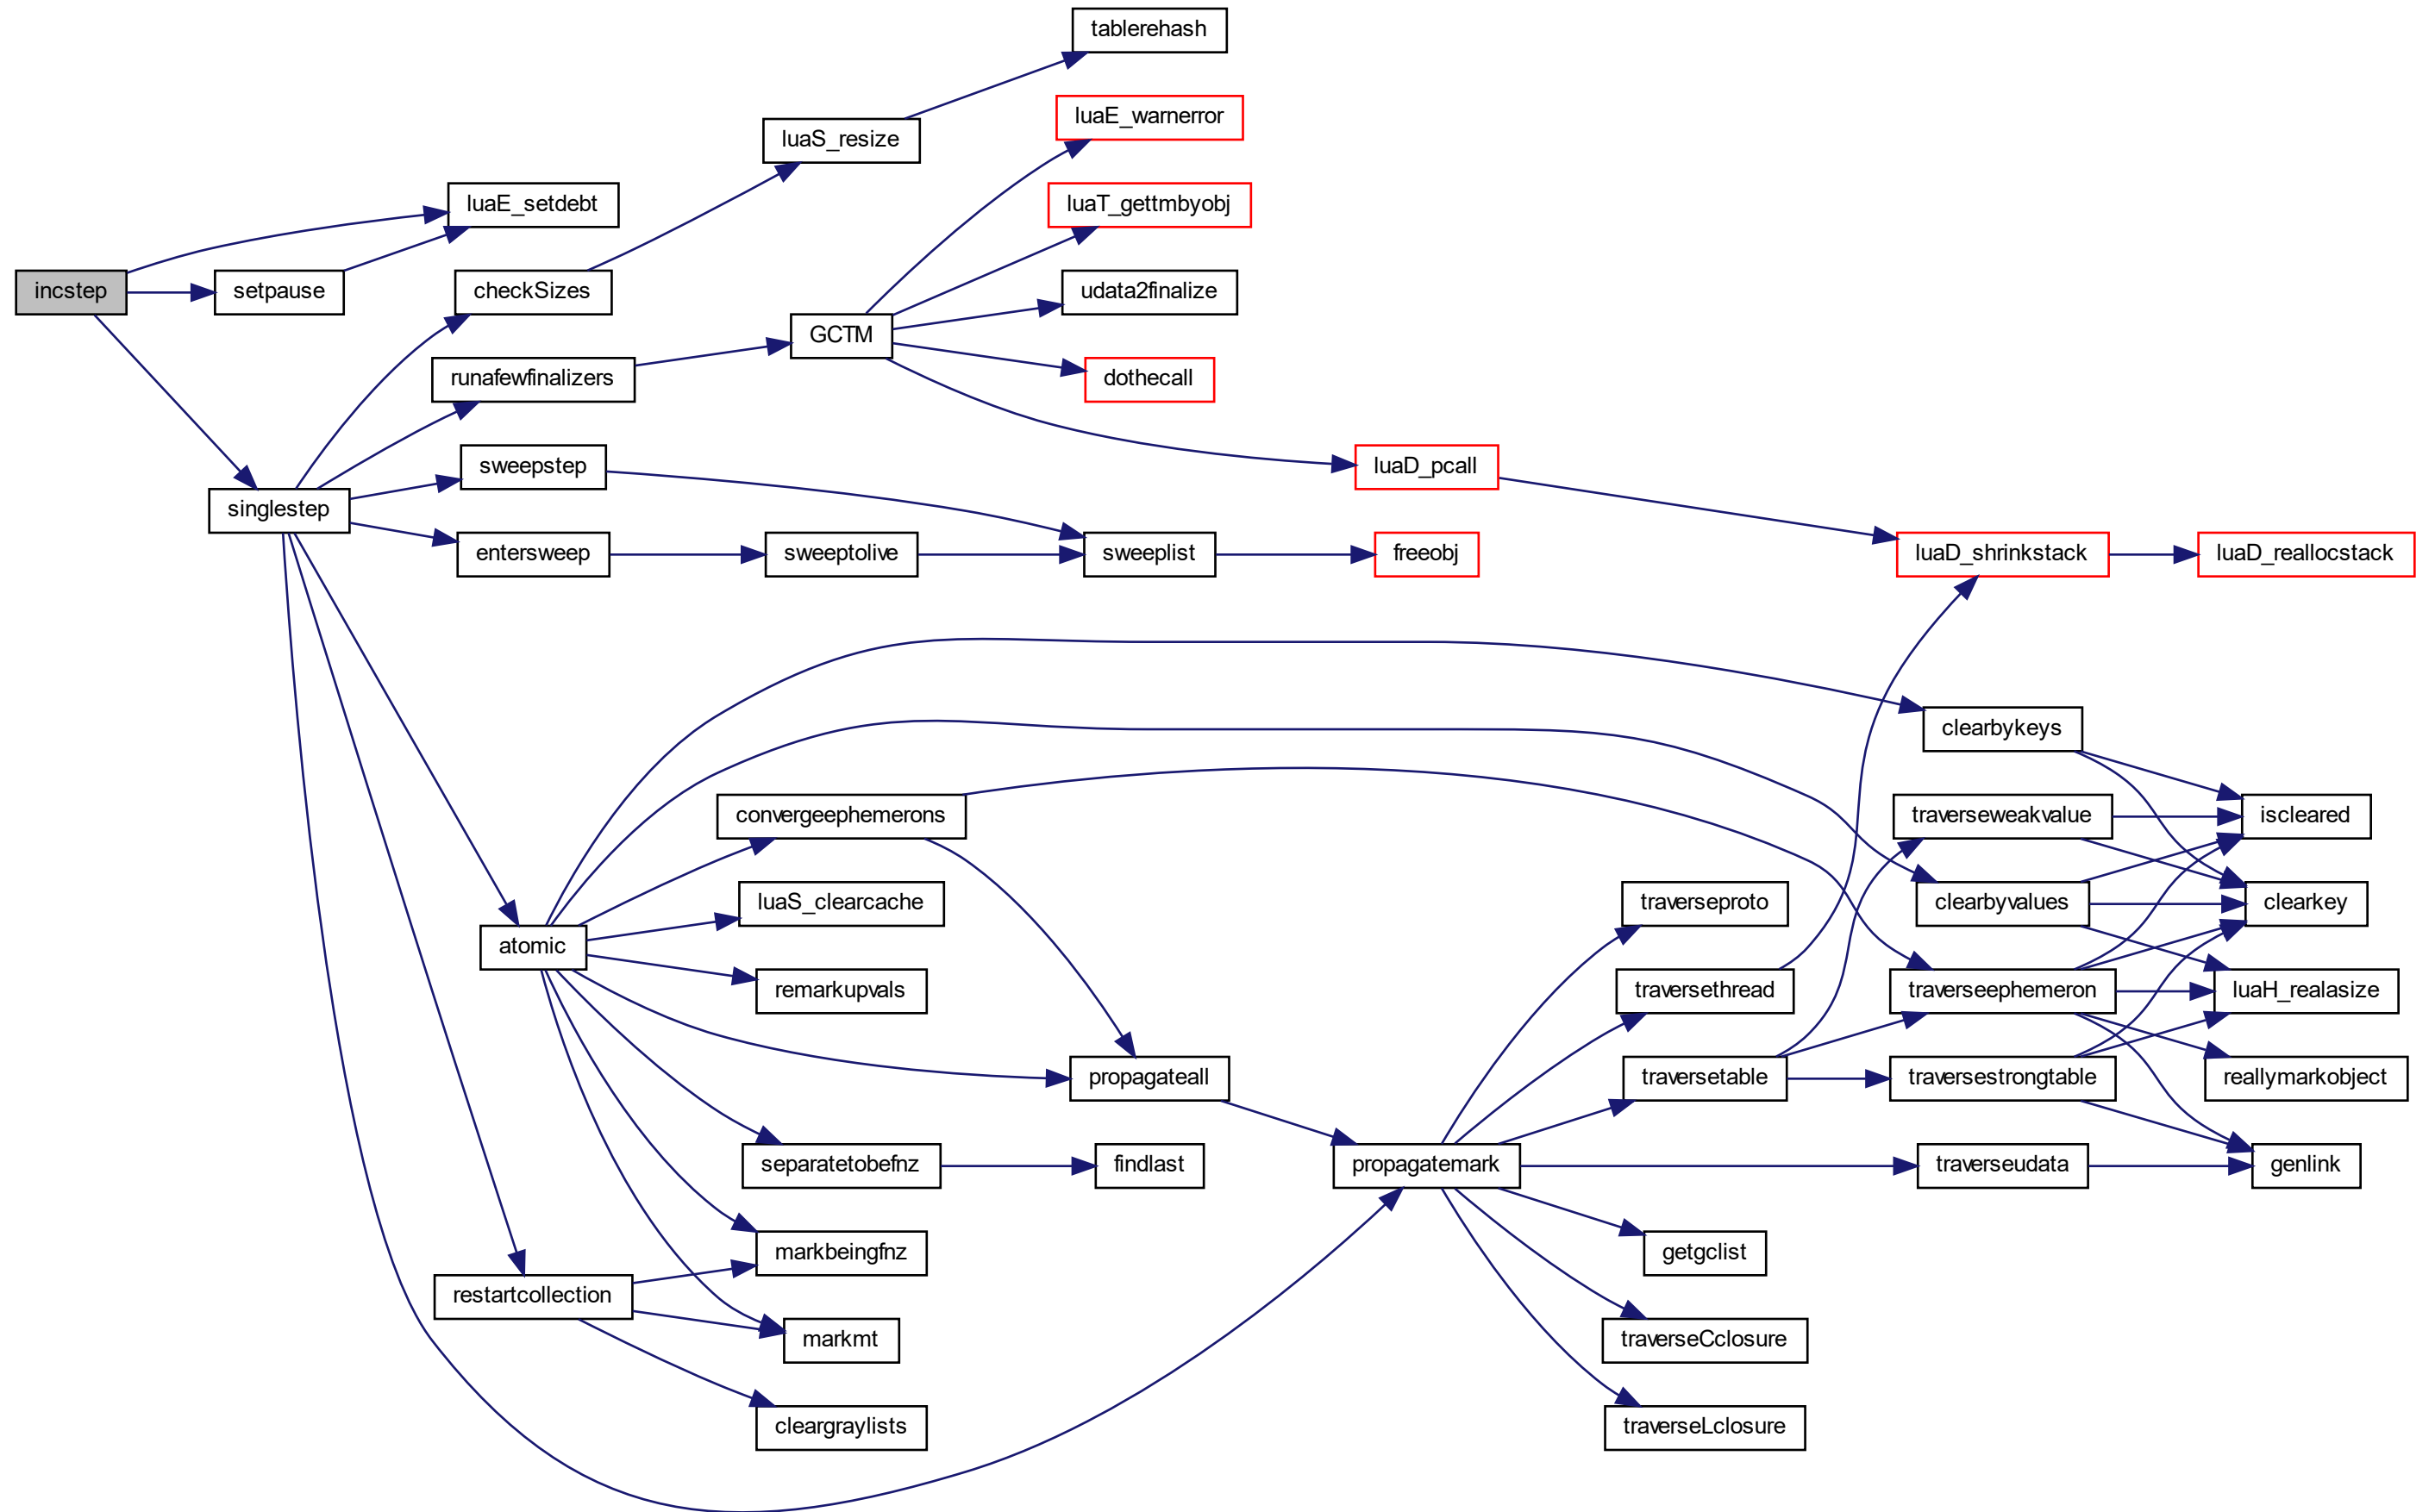 tablerehash
luaE_warnerror
luaS_resize
luaE_setdebt
luaT_gettmbyobj
incstep
setpause
checkSizes
udata2finalize
GCTM
runafewfinalizers
dothecall
sweepstep
luaD_pcall
singlestep
entersweep
sweeptolive
sweeplist
freeobj
luaD_shrinkstack
luaD_reallocstack
clearbykeys
convergeephemerons
traverseweakvalue
iscleared
luaS_clearcache
traverseproto
clearbyvalues
clearkey
atomic
remarkupvals
traversethread
traverseephemeron
luaH_realasize
propagateall
traversetable
traversestrongtable
reallymarkobject
separatetobefnz
findlast
propagatemark
traverseudata
genlink
markbeingfnz
getgclist
restartcollection
markmt
traverseCclosure
cleargraylists
traverseLclosure